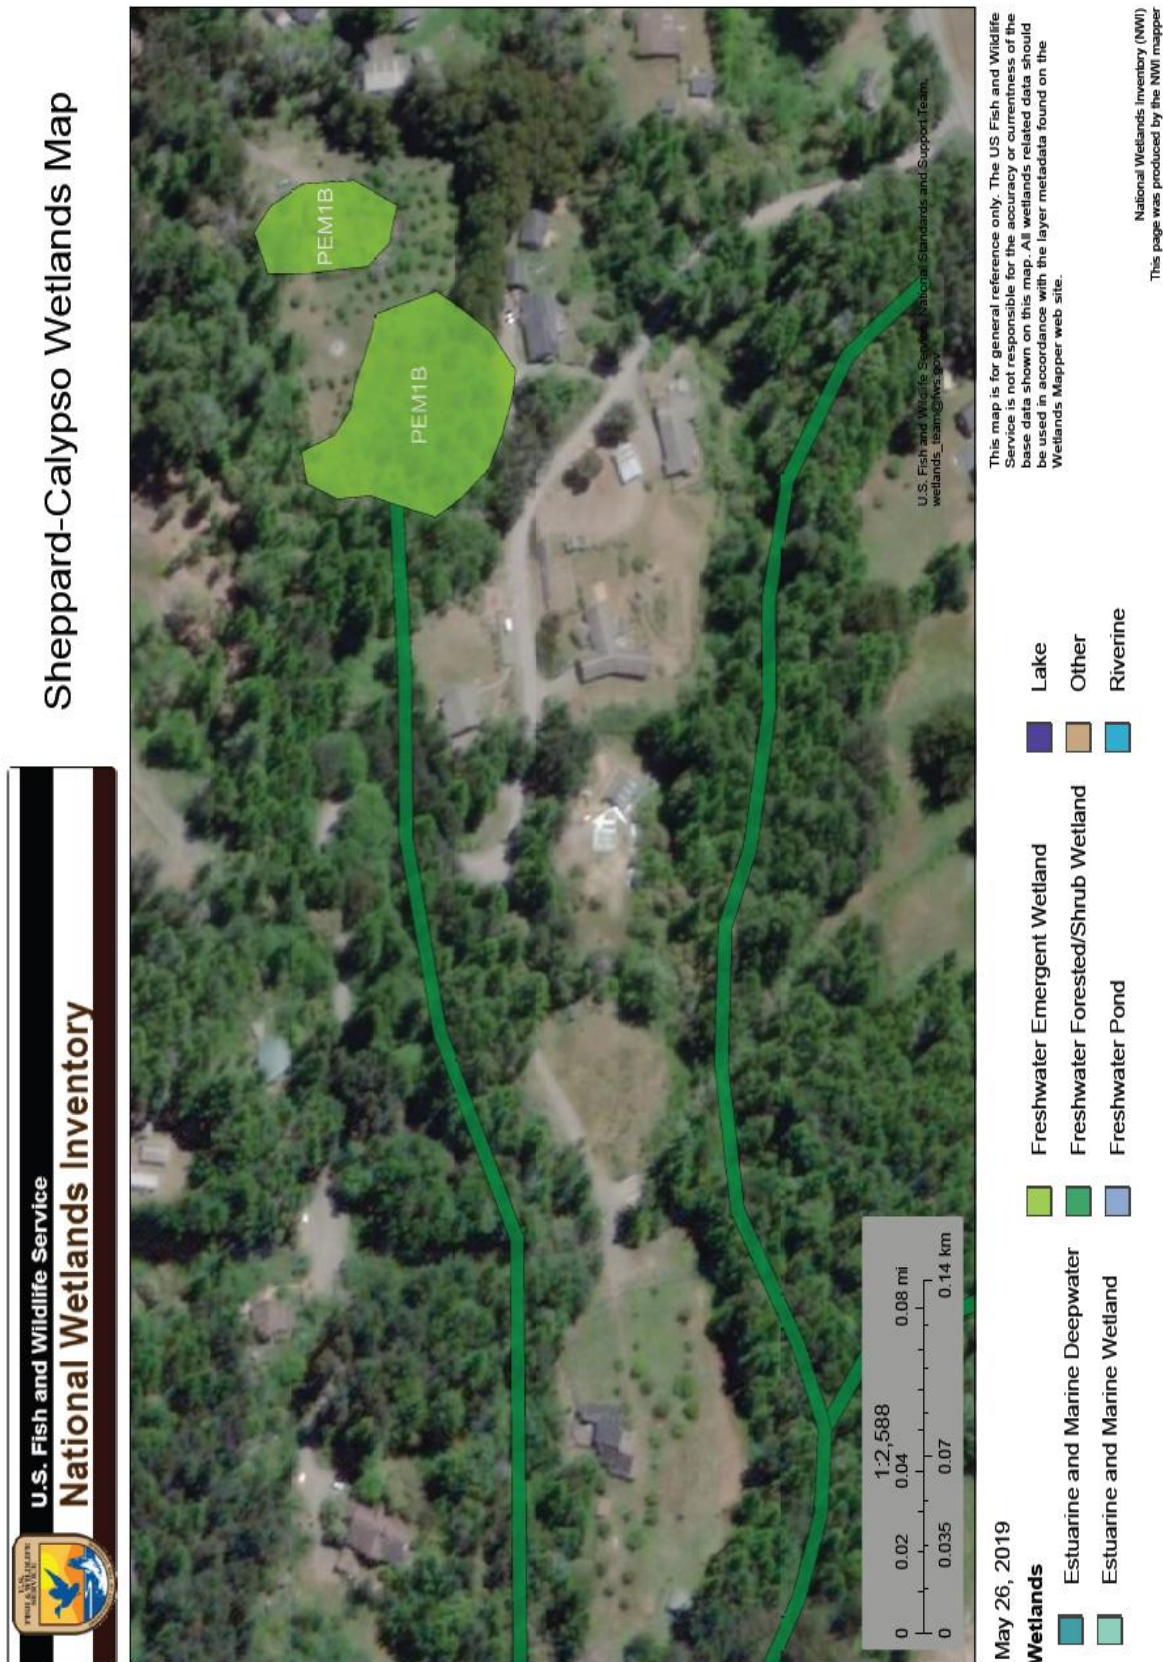 U.S.
FISH & WILDLIFE
SERVICE
U.S. Fish and Wildlife Service
National Wetlands Inventory
Sheppard-Calypso Wetlands Map
PEM1B
PEM1B
1:2,588
0 0.02 0.04 0.08 mi
0 0.035 0.07 0.14 km
U.S. Fish and Wildlife Service, National Standards and Support Team,
wetlands_team@fws.gov
May 26, 2019
Wetlands
Estuarine and Marine Deepwater
Estuarine and Marine Wetland
Freshwater Emergent Wetland
Freshwater Forested/Shrub Wetland
Freshwater Pond
Lake
Other
Riverine
This map is for general reference only. The US Fish and Wildlife
Service is not responsible for the accuracy or currentness of the
base data shown on this map. All wetlands related data should
be used in accordance with the layer metadata found on the
Wetlands Mapper web site.
National Wetlands Inventory (NWI)
This page was produced by the NWI mapper